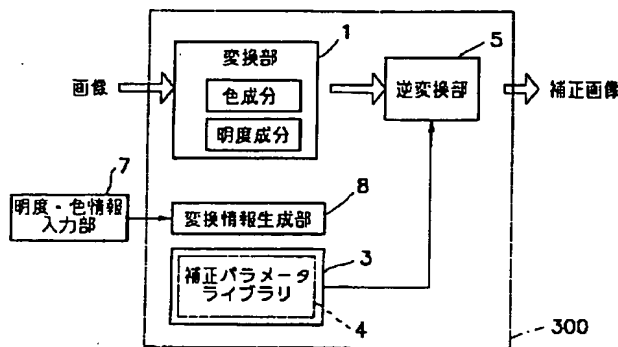 1
5
変換部
画像
色成分
明度成分
逆変換部
補正画像
7
明度・色情報
入力部
8
変換情報生成部
3
補正パラメータ
ライブラリ
4
300